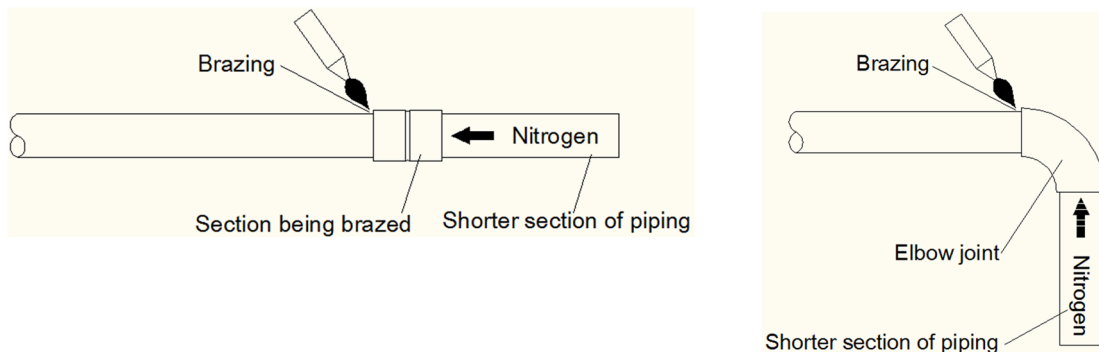 Brazing
Nitrogen
Section being brazed
Shorter section of piping
Brazing
Elbow joint
Nitrogen
Shorter section of piping